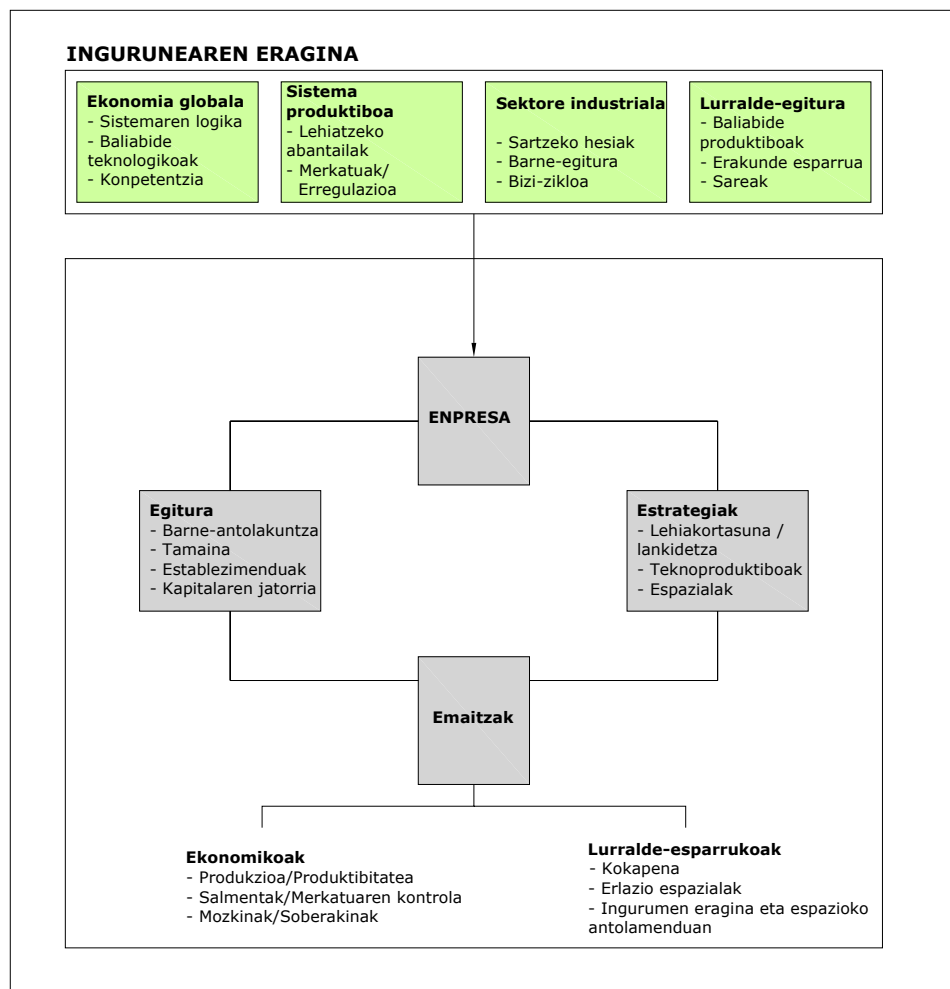 INGURUNEAREN ERAGINA
Ekonomia globala
- Sistemaren logika
- Baliabide
teknologikoak
- Konpetentzia
Sistema
produktiboa
- Lehiatzeko
abantailak
- Merkatuak/
Erregulazioa
Sektore industriala
- Sartzeko hesiak
- Barne-egitura
- Bizi-zikloa
Lurralde-egitura
- Baliabide
produktiboak
- Erakunde esparrua
- Sareak
ENPRESA
Egitura
- Barne-antolakuntza
- Tamaina
- Establezimenduak
- Kapitalaren jatorria
Estrategiak
- Lehiakortasuna /
lankidetza
- Teknoproduktiboak
- Espazialak
Emaitzak
Ekonomikoak
- Produkzioa/Produktibitatea
- Salmentak/Merkatuaren kontrola
- Mozkinak/Soberakinak
Lurralde-esparrukoak
- Kokapena
- Erlazio espazialak
- Ingurumen eragina eta espazioko
antolamenduan